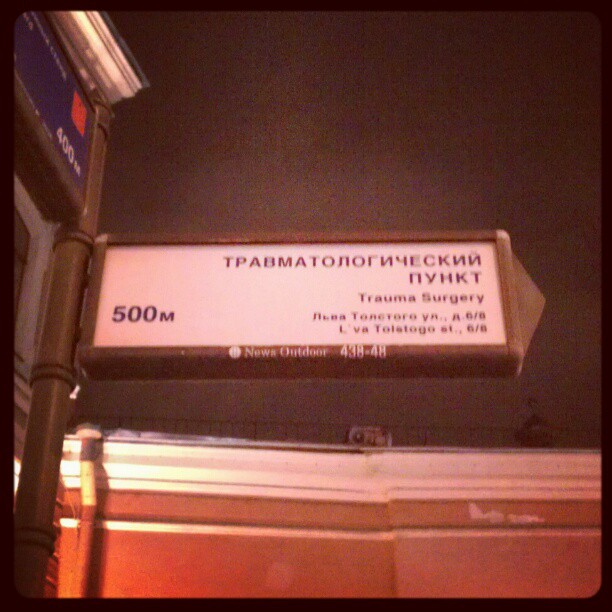 400м
ТРАВМАТОЛОГИЧЕСКИЙ
ПУНКТ
Trauma Surgery
500м
Льва Толстого ул., д.6/8
L'va Tolstogo st., 6/8
News Outdoor 438-48